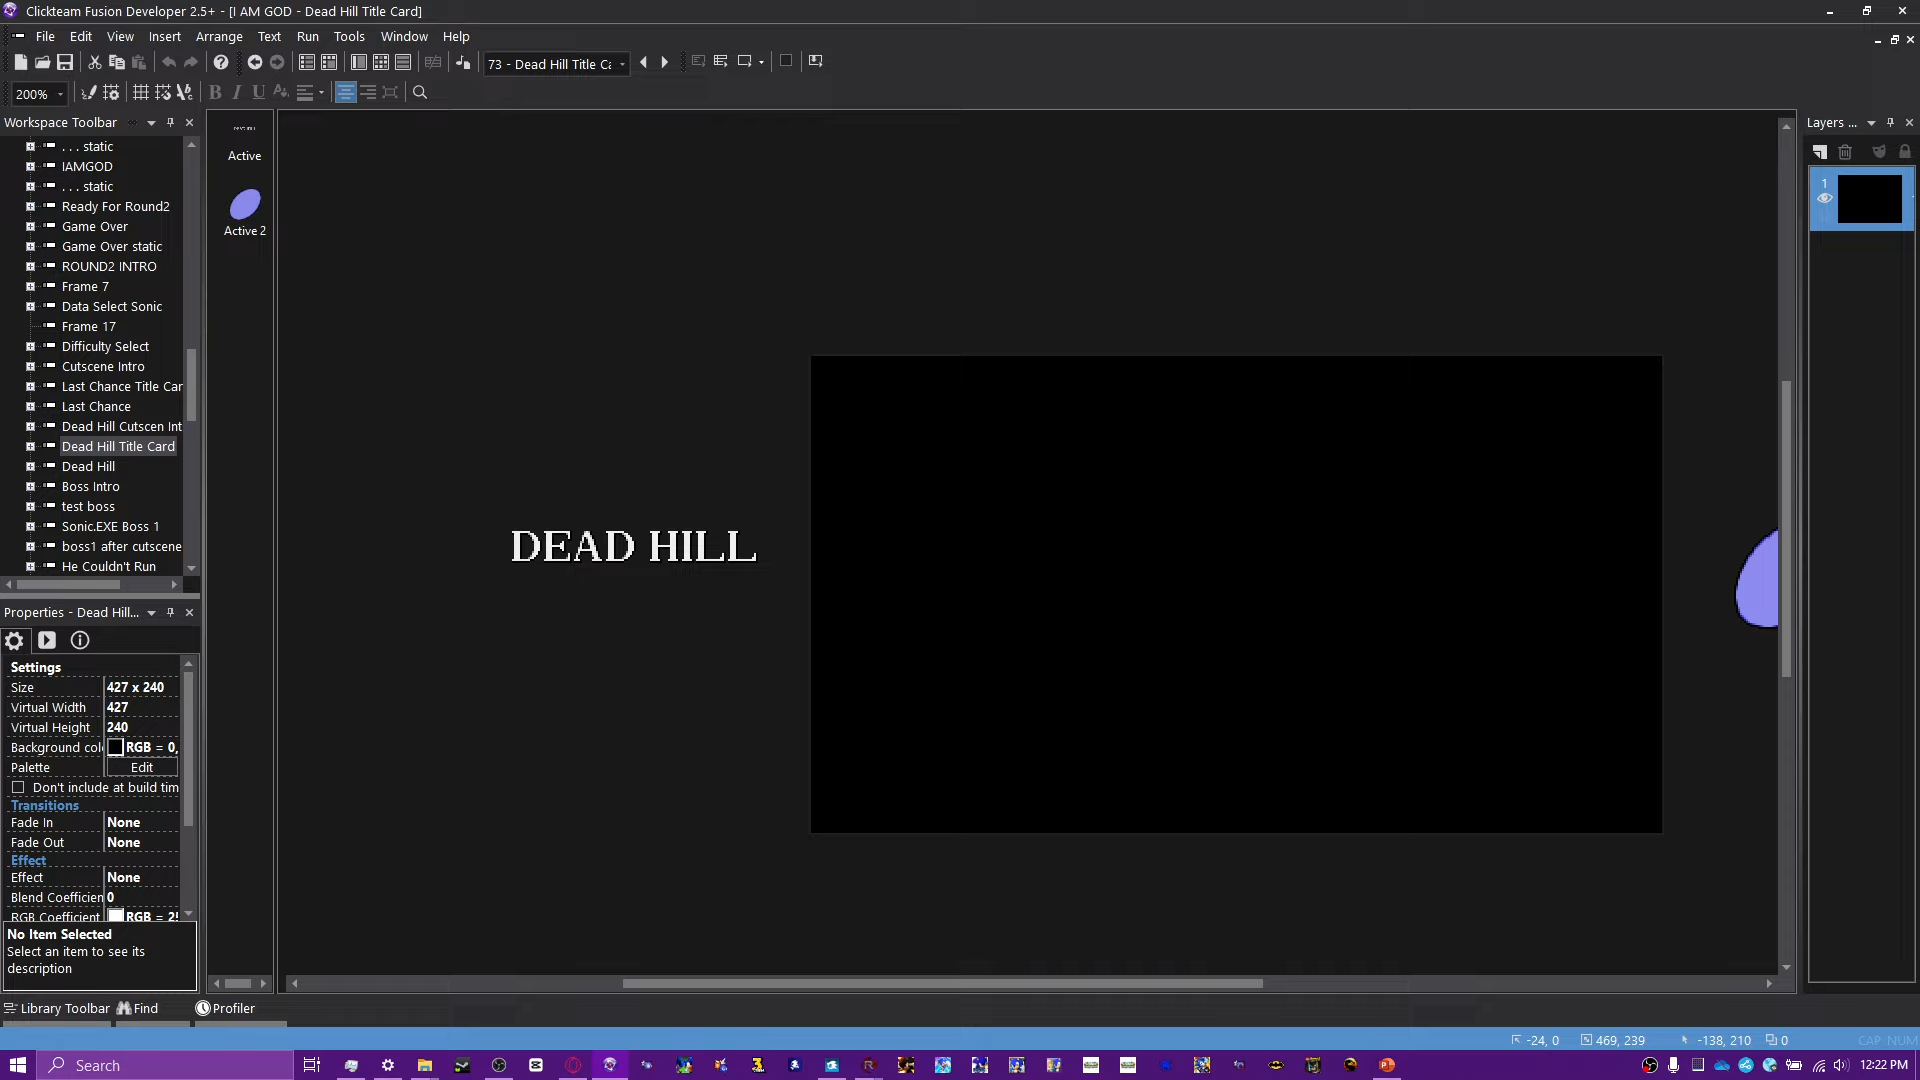 Clickteam Fusion Developer 2.5+ - [I AM GOD - Dead Hill Title Card]
File Edit View Insert Arrange Text Run Tools Window Help
73 - Dead Hill Title Ca
200%
Workspace Toolbar
. . . static
IAMGOD
. . . static
Ready For Round2
Game Over
Game Over static
ROUND2 INTRO
Frame 7
Data Select Sonic
Frame 17
Difficulty Select
Cutscene Intro
Last Chance Title Car
Last Chance
Dead Hill Cutscen Int
Dead Hill Title Card
Dead Hill
Boss Intro
test boss
Sonic.EXE Boss 1
boss1 after cutscene
He Couldn't Run
Active
Active 2
DEAD HILL
Layers ...
1
Properties - Dead Hill...
Settings
Size 427 x 240
Virtual Width 427
Virtual Height 240
Background colo RGB = 0,
Palette Edit
Don't include at build tim
Transitions
Fade In None
Fade Out None
Effect
Effect None
Blend Coefficien 0
RGB Coefficient RGB = 25
No Item Selected
Select an item to see its
description
Library Toolbar Find Profiler
-24, 0 469, 239 -138, 210 0 CAP NUM
Search
12:22 PM